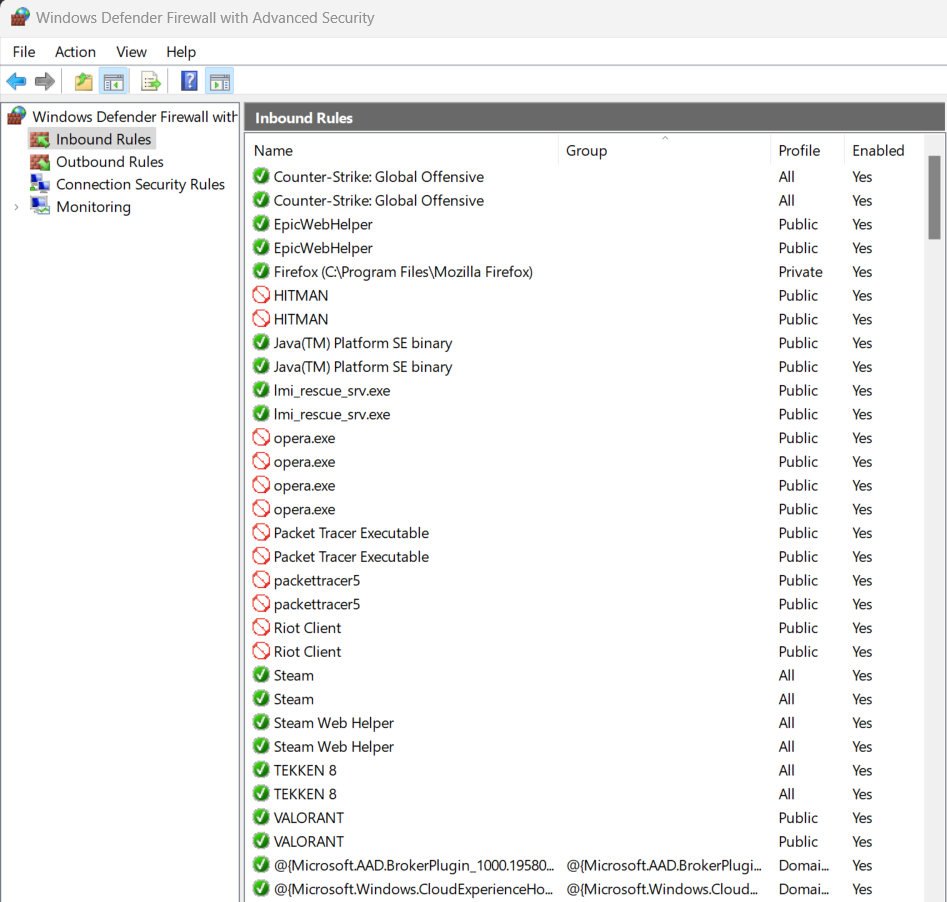 Windows Defender Firewall with Advanced Security
File Action View Help
Windows Defender Firewall with
Inbound Rules
Outbound Rules
Connection Security Rules
Monitoring
Inbound Rules
Name Group Profile Enabled
Counter-Strike: Global Offensive All Yes
Counter-Strike: Global Offensive All Yes
EpicWebHelper Public Yes
EpicWebHelper Public Yes
Firefox (C:\Program Files\Mozilla Firefox) Private Yes
HITMAN Public Yes
HITMAN Public Yes
Java(TM) Platform SE binary Public Yes
Java(TM) Platform SE binary Public Yes
lmi_rescue_srv.exe Public Yes
lmi_rescue_srv.exe Public Yes
opera.exe Public Yes
opera.exe Public Yes
opera.exe Public Yes
opera.exe Public Yes
Packet Tracer Executable Public Yes
Packet Tracer Executable Public Yes
packettracer5 Public Yes
packettracer5 Public Yes
Riot Client Public Yes
Riot Client Public Yes
Steam All Yes
Steam All Yes
Steam Web Helper All Yes
Steam Web Helper All Yes
TEKKEN 8 All Yes
TEKKEN 8 All Yes
VALORANT Public Yes
VALORANT Public Yes
@{Microsoft.AAD.BrokerPlugin_1000.19580... @{Microsoft.AAD.BrokerPlugi... Domai... Yes
@{Microsoft.Windows.CloudExperienceHo... @{Microsoft.Windows.Cloud... Domai... Yes